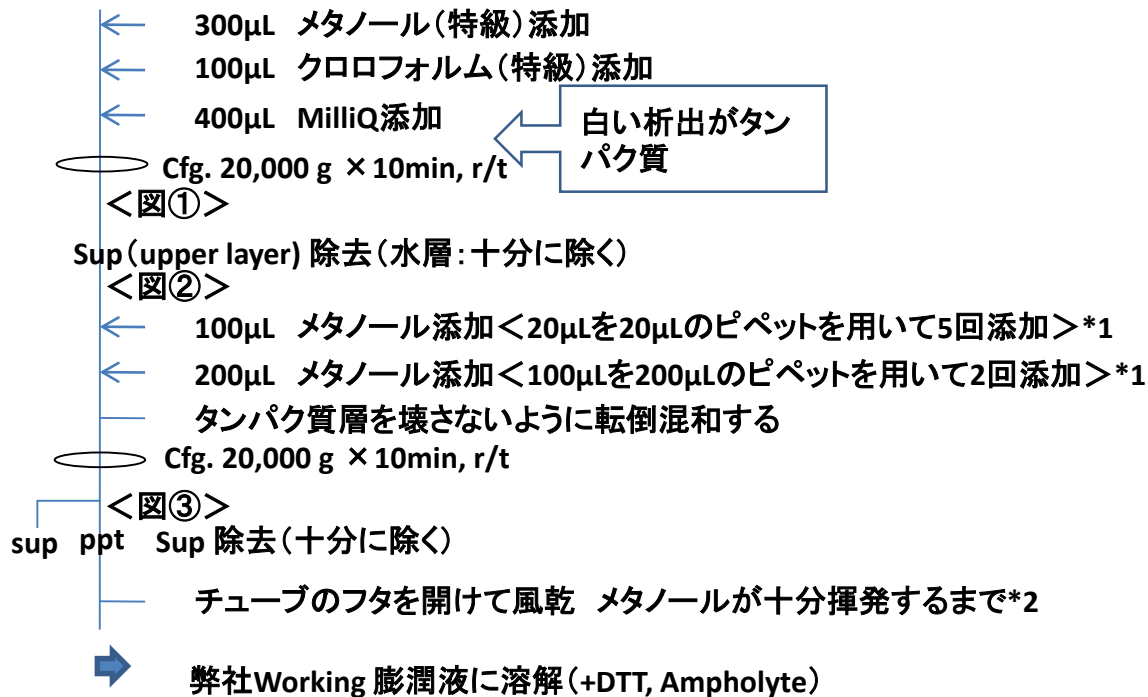 300μL メタノール（特級）添加
100μL クロロフォルム（特級）添加
400μL MilliQ添加
白い析出がタン
パク質
Cfg. 20,000 g ×10min, r/t
＜図①＞
Sup（upper layer) 除去（水層：十分に除く）
＜図②＞
100μL メタノール添加＜20μLを20μLのピペットを用いて5回添加＞*1
200μL メタノール添加＜100μLを200μLのピペットを用いて2回添加＞*1
タンパク質層を壊さないように転倒混和する
Cfg. 20,000 g ×10min, r/t
＜図③＞
sup ppt Sup 除去（十分に除く）
チューブのフタを開けて風乾 メタノールが十分揮発するまで*2
弊社Working 膨潤液に溶解（+DTT, Ampholyte）